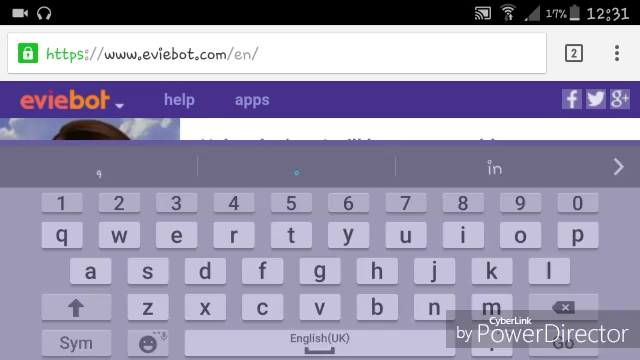 17% 12:31
https://www.eviebot.com/en/
2
eviebot help apps f g+
, . in
1 2 3 4 5 6 7 8 9 0
q w e r t y u i o p
a s d f g h j k l
z x c v b n m
Sym English(UK) . GO
CyberLink
by PowerDirector